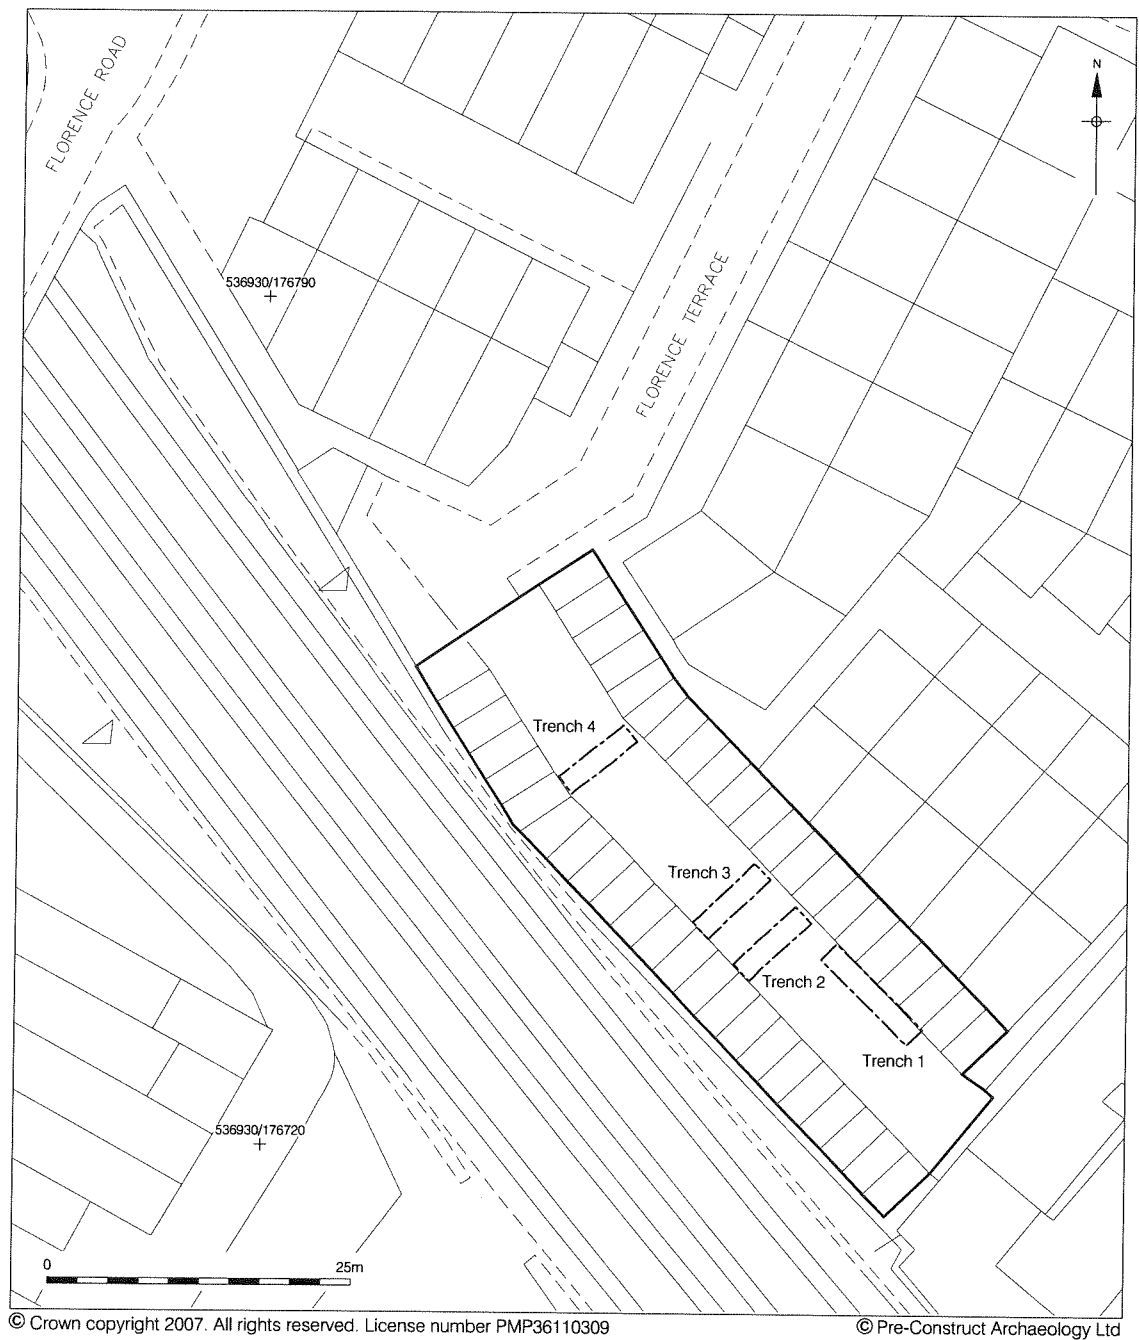 FLORENCE ROAD
N
536930/176790
FLORENCE TERRACE
Trench 4
Trench 3
Trench 2
Trench 1
536930/176720
0 25m
© Crown copyright 2007. All rights reserved. License number PMP36110309
© Pre-Construct Archaeology Ltd